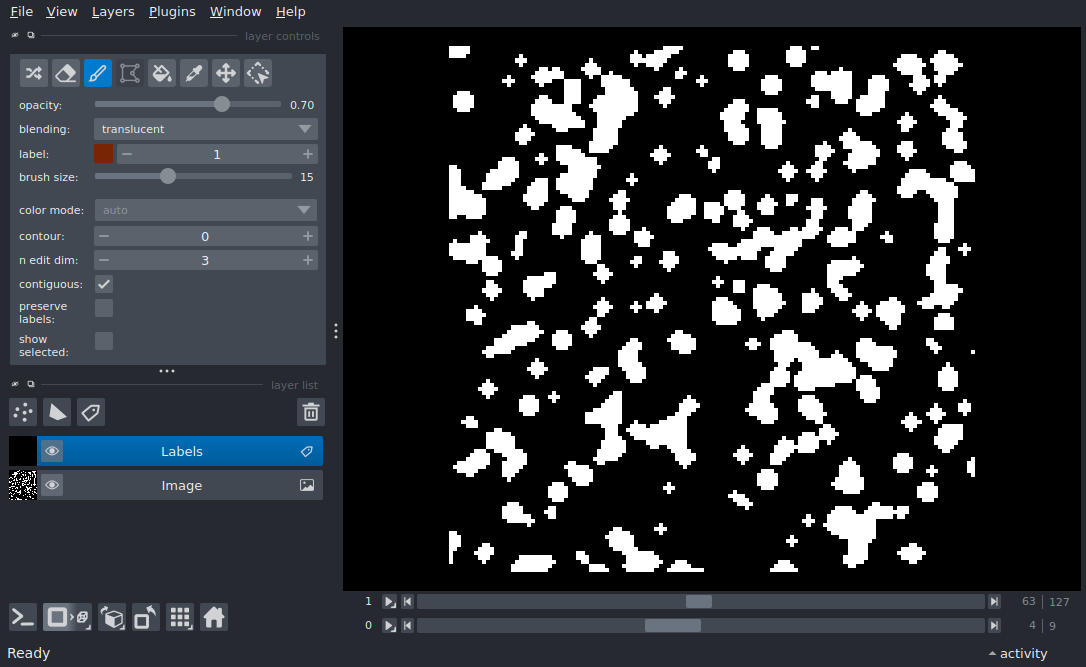 File View Layers Plugins Window Help
layer controls
opacity: 0.70
blending: translucent
label: 1
brush size: 15
color mode: auto
contour: 0
n edit dim: 3
contiguous:
preserve
labels:
show
selected:
layer list
Labels
Image
1 63 | 127
0 4 | 9
Ready activity